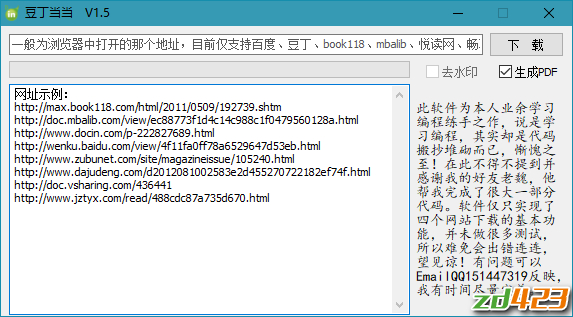 豆丁当当 V1.5
一般为浏览器中打开的那个地址，目前仅支持百度、豆丁、book118、mbalib、悦读网、畅
下 载
去水印
生成PDF
网址示例：
http://max.book118.com/html/2011/0509/192739.shtm
http://doc.mbalib.com/view/ec88773f1d4c14c988c1f0479560128a.html
http://www.docin.com/p-222827689.html
http://wenku.baidu.com/view/4f11fa0ff78a6529647d53eb.html
http://www.zubunet.com/site/magazineissue/105240.html
http://www.dajudeng.com/d2012081002583e2d455270722182ef74f.html
http://doc.vsharing.com/436441
http://www.jztyx.com/read/488cdc87a735d670.html
此软件为本人业余学习
编程练手之作，说是学
习编程，其实却是代码
搬抄堆砌而已，惭愧之
至！在此不得不提到并
感谢我的好友老魏，他
帮我完成了很大一部分
代码。软件仅只实现了
四个网站下载的基本功
能，并未做很多测试，
所以难免会出错连连，
望见谅！有问题可以
EmailQQ151447319反映，
我有时间尽量
zd423